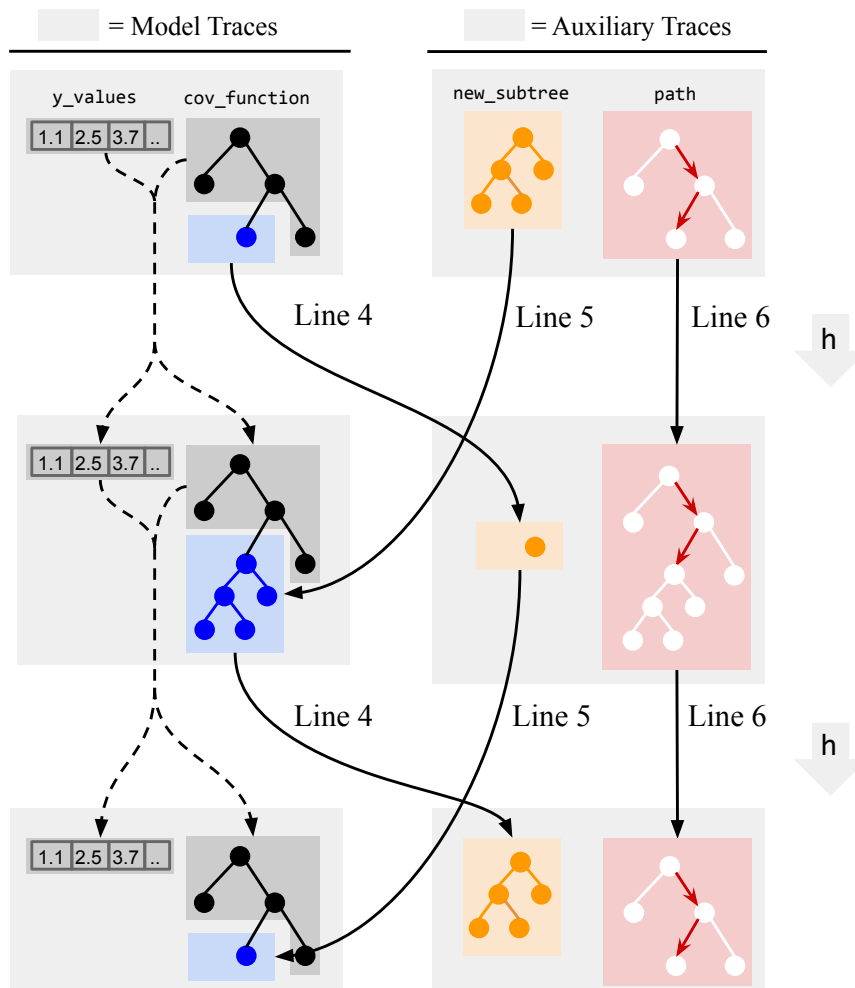 = Model Traces
= Auxiliary Traces
y_values
cov_function
new_subtree
path
1.1 2.5 3.7 ..
Line 4
Line 5
Line 6
h
1.1 2.5 3.7 ..
Line 4
Line 5
Line 6
h
1.1 2.5 3.7 ..